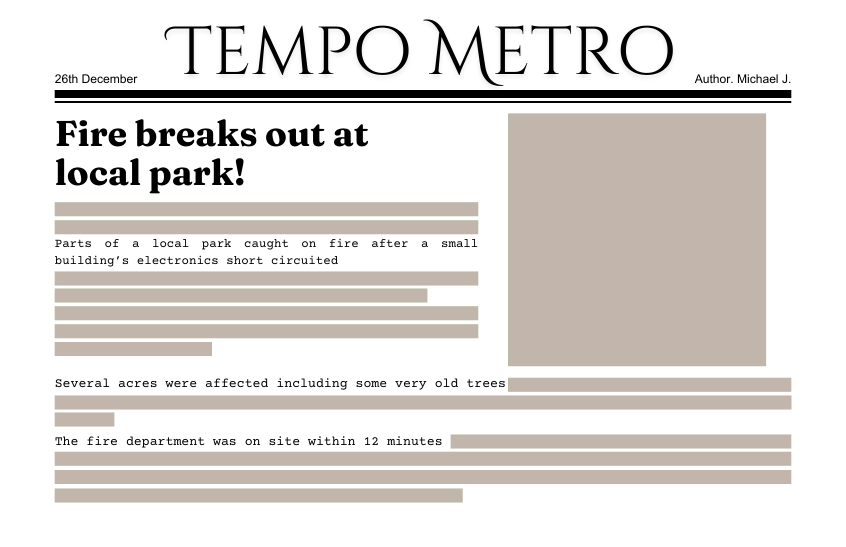 TEMPO METRO
26th December
Author. Michael J.
Fire breaks out at
local park!
Parts of a local park caught on fire after a small
building’s electronics short circuited
Several acres were affected including some very old trees
The fire department was on site within 12 minutes